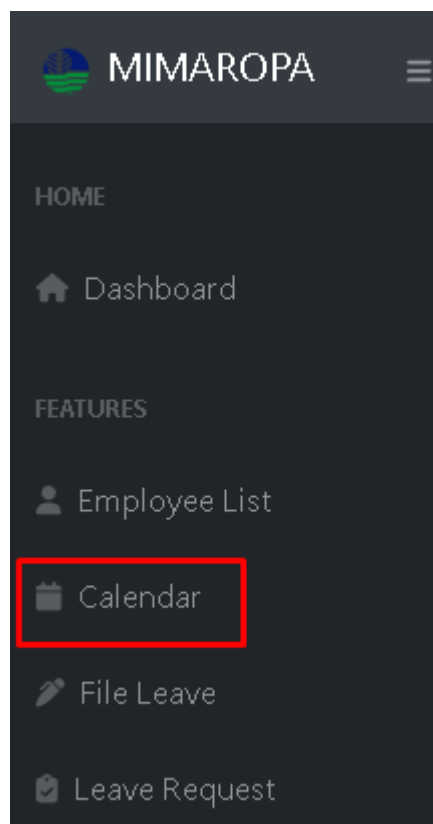 MIMAROPA
HOME
Dashboard
FEATURES
Employee List
Calendar
File Leave
Leave Request